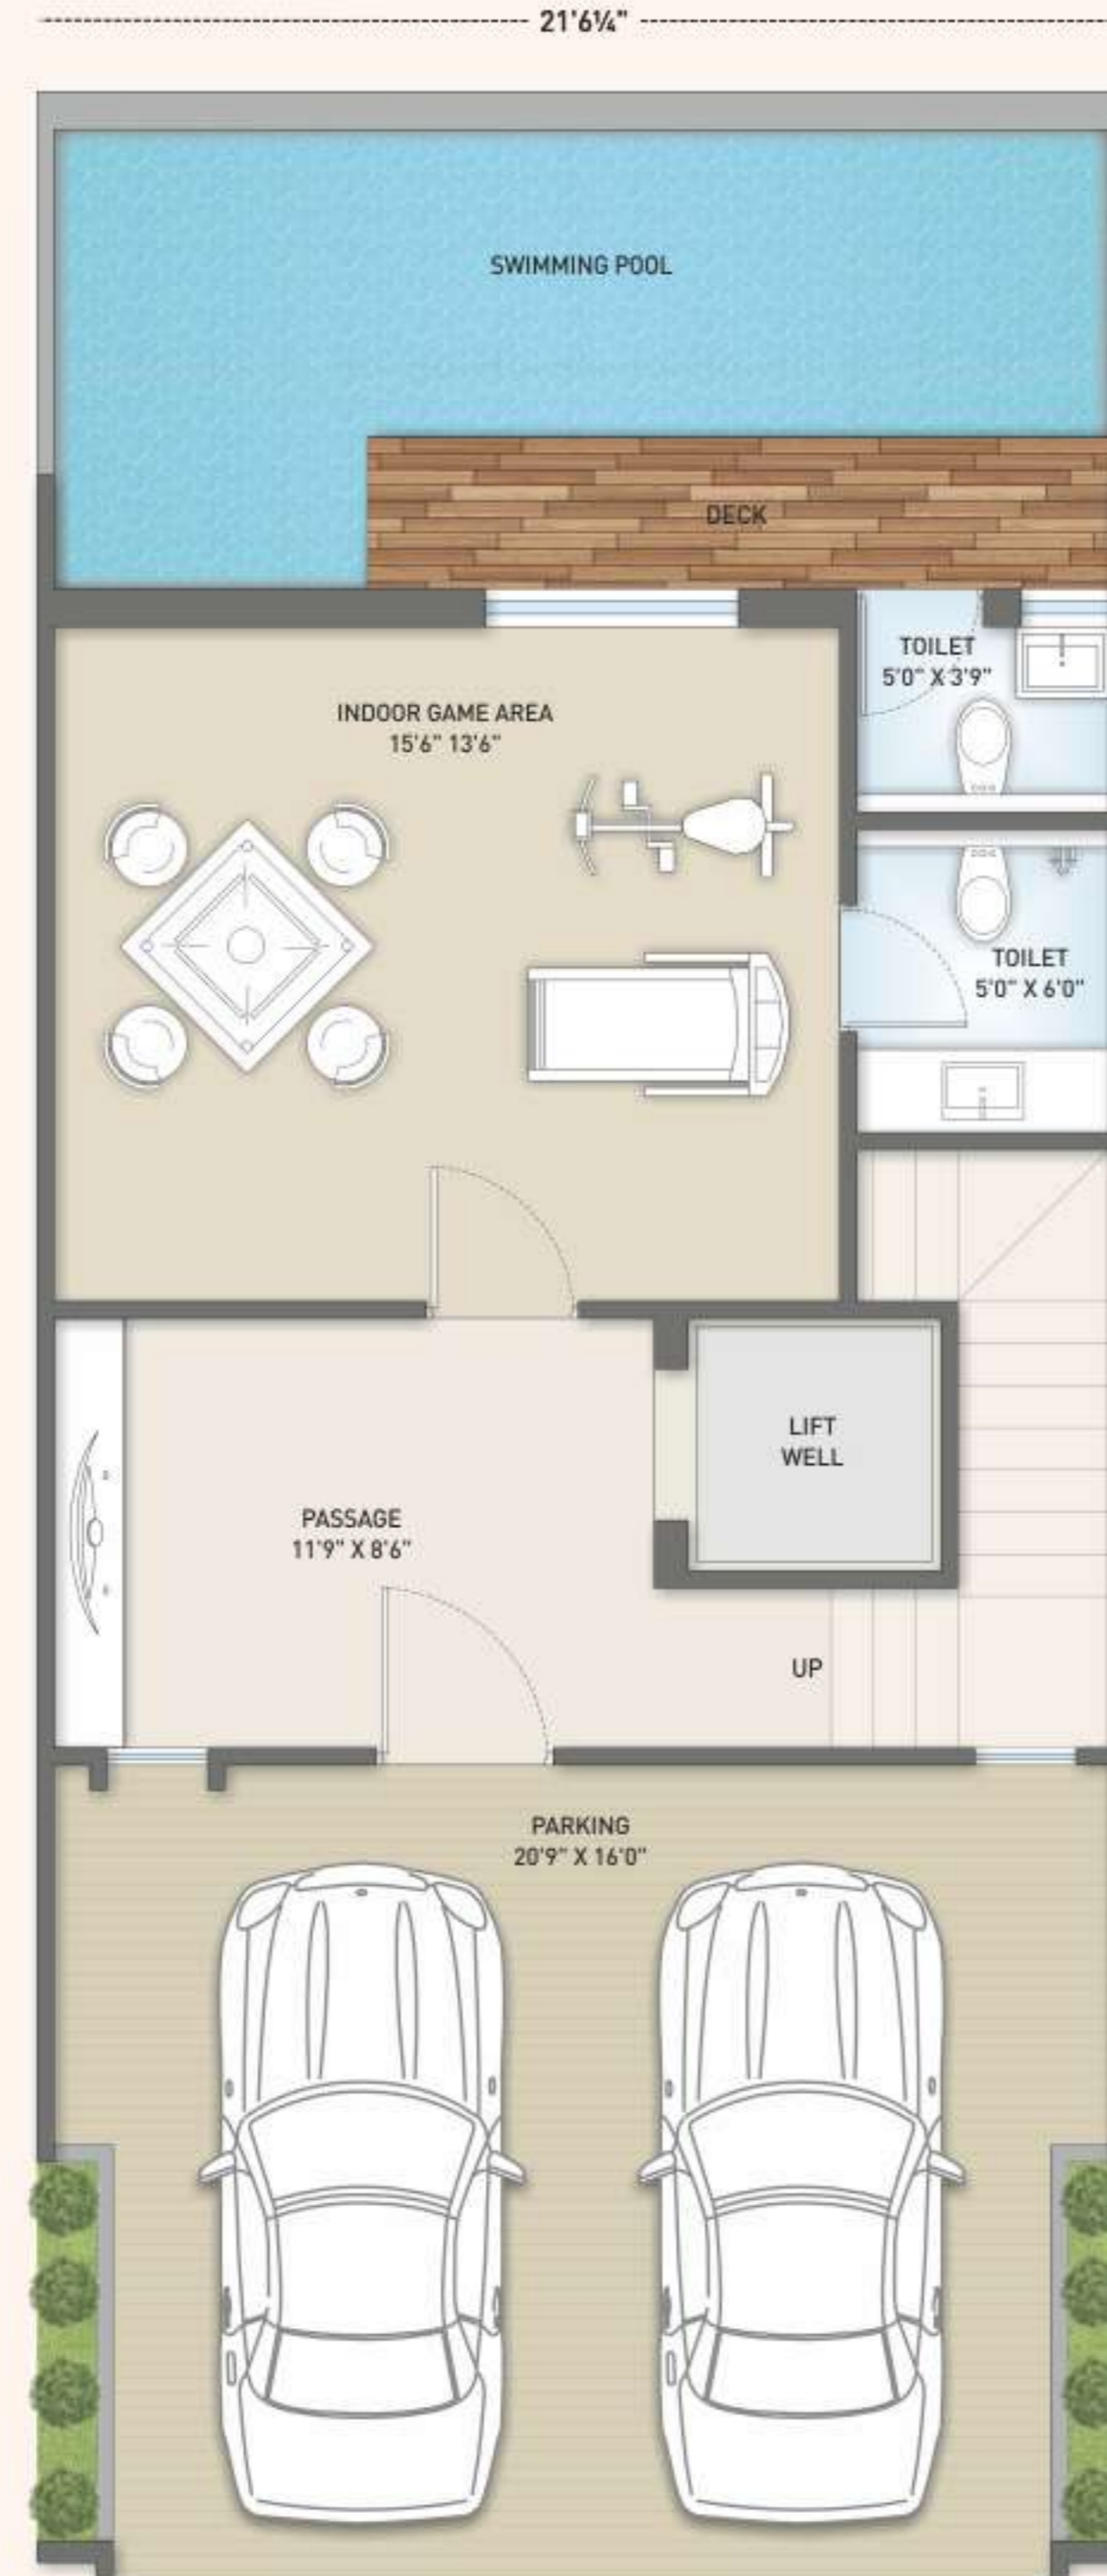 21'6¼"
SWIMMING POOL
DECK
TOILET
5'0" X 3'9"
INDOOR GAME AREA
15'6" 13'6"
TOILET
5'0" X 6'0"
LIFT
WELL
PASSAGE
11'9" X 8'6"
UP
PARKING
20'9" X 16'0"